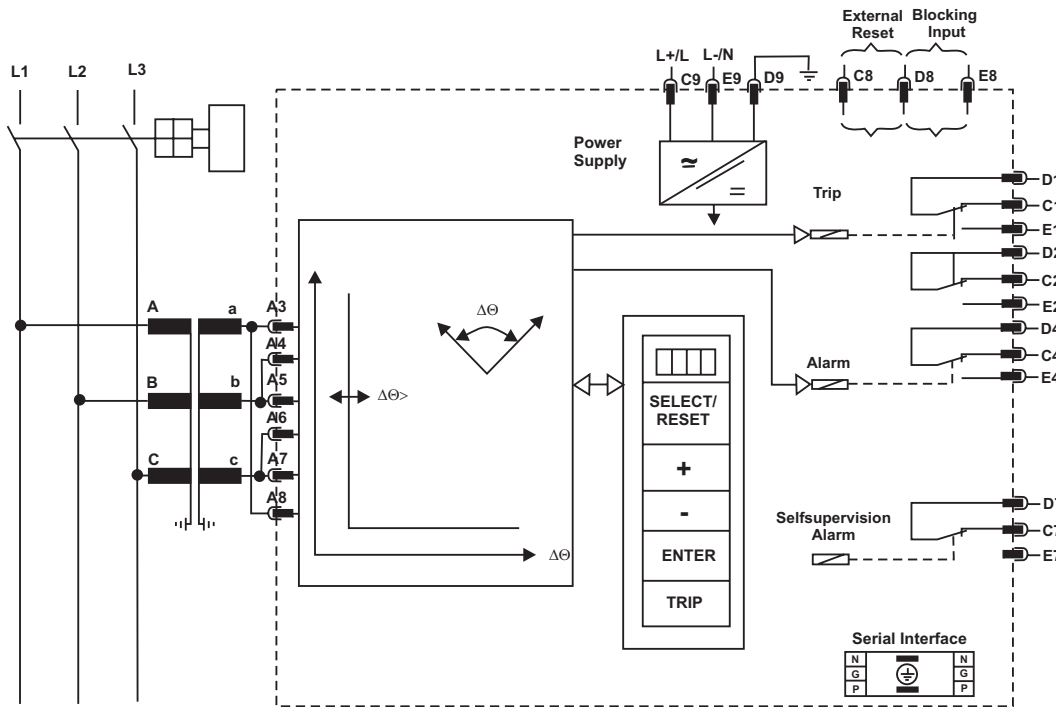 External Reset
Blocking Input
L+/L
L-/N
C9
E9
D9
C8
D8
E8
L1
L2
L3
Power
Supply
≃
=
Trip
D1
C1
E1
D2
C2
E2
D4
C4
E4
A
a
A3
A4
B
b
A5
A6
C
c
A7
A8
ΔΘ
ΔΘ>
ΔΘ
Alarm
SELECT/
RESET
+
-
ENTER
TRIP
Selfsupervision
Alarm
D7
C7
E7
Serial Interface
N
G
P
N
G
P